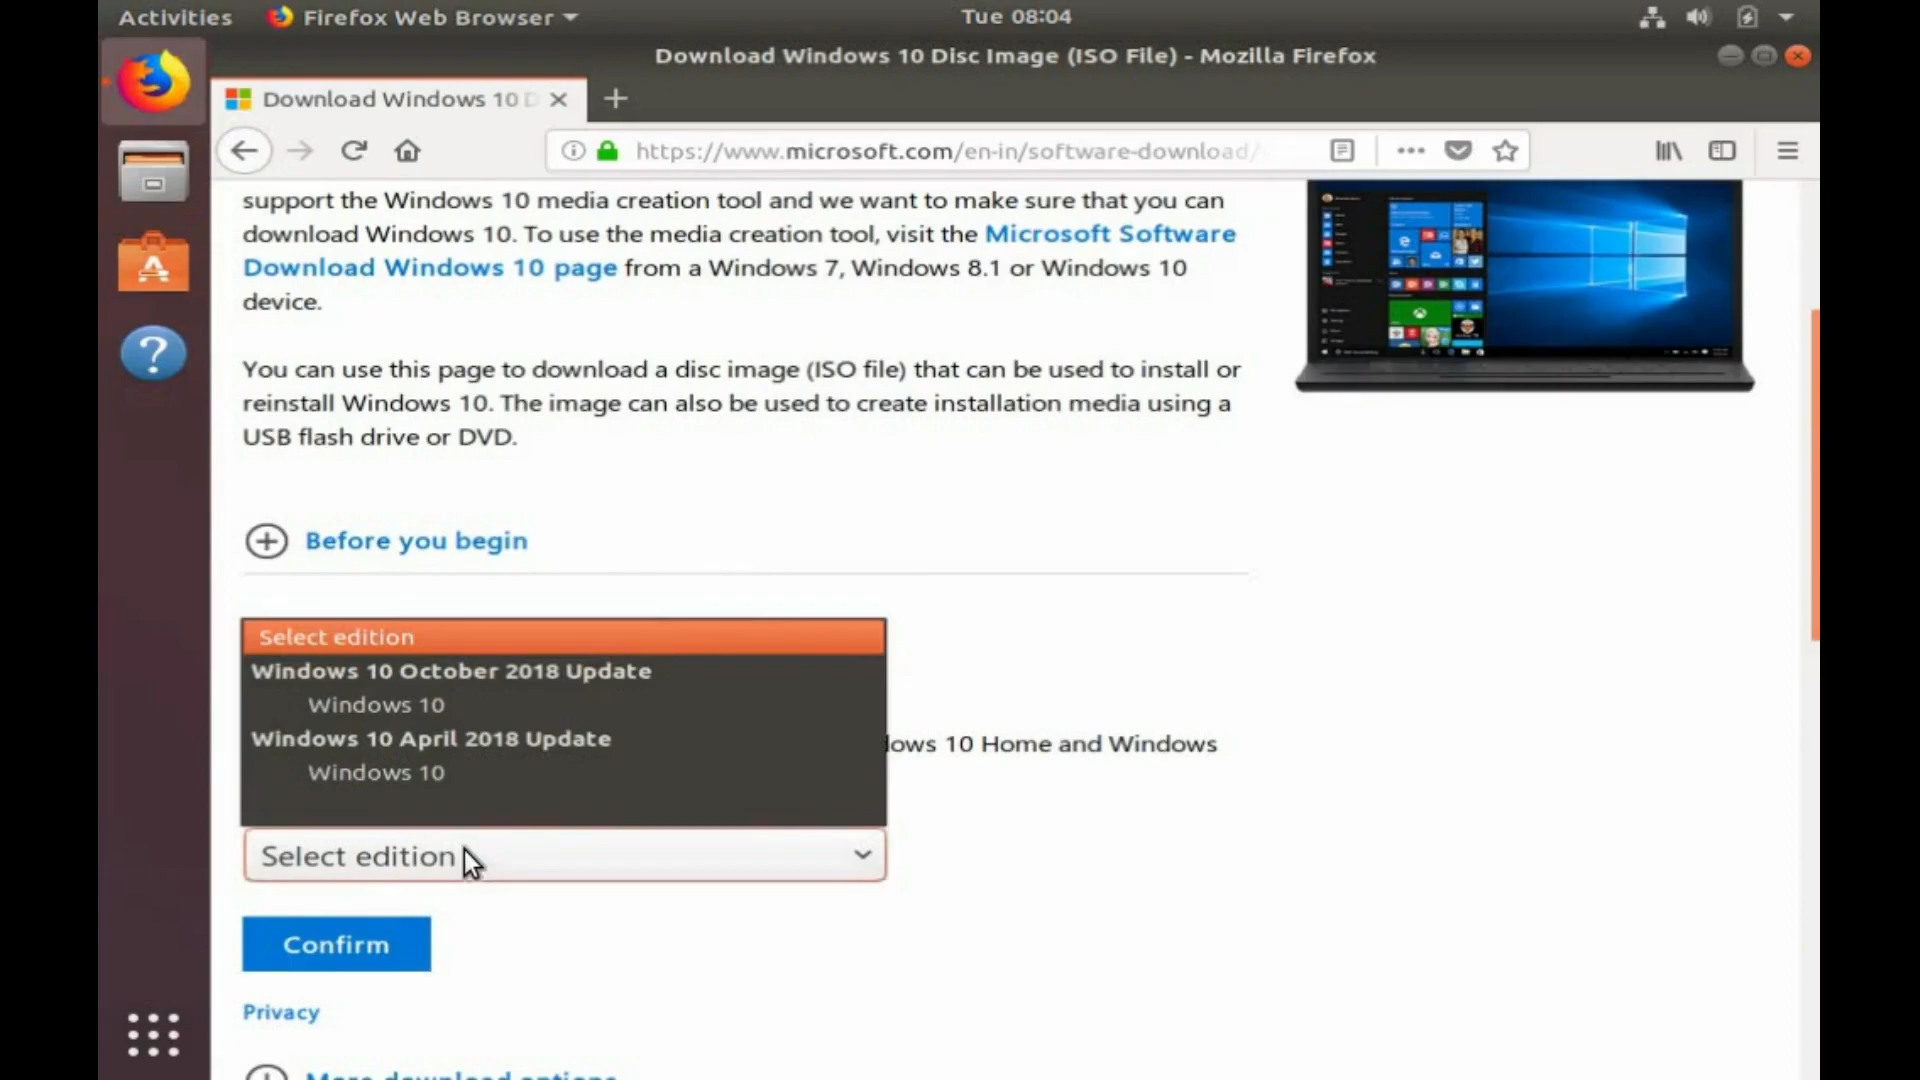 Activities Firefox Web Browser Tue 08:04
Download Windows 10 Disc Image (ISO File) - Mozilla Firefox
Download Windows 10 D
https://www.microsoft.com/en-in/software-download/
support the Windows 10 media creation tool and we want to make sure that you can
download Windows 10. To use the media creation tool, visit the Microsoft Software
Download Windows 10 page from a Windows 7, Windows 8.1 or Windows 10
device.
You can use this page to download a disc image (ISO file) that can be used to install or
reinstall Windows 10. The image can also be used to create installation media using a
USB flash drive or DVD.
Before you begin
Select edition
Windows 10 October 2018 Update
Windows 10
Windows 10 April 2018 Update
dows 10 Home and Windows
Windows 10
Select edition
Confirm
Privacy
More download options